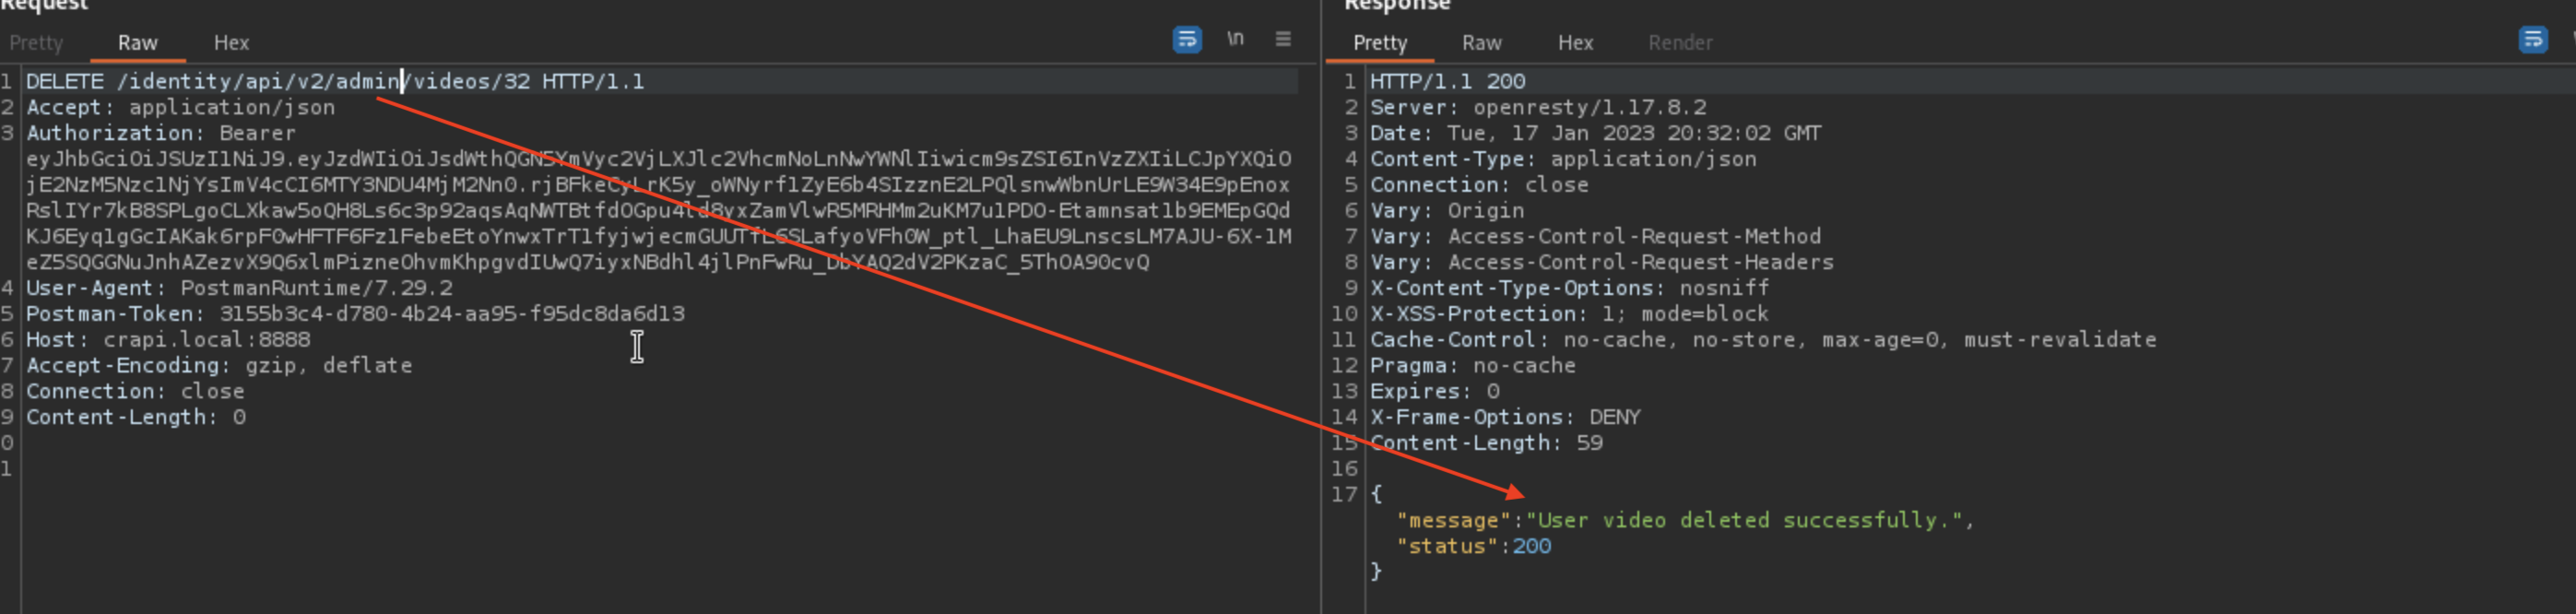 Request
Pretty Raw Hex \n
1 DELETE /identity/api/v2/admin/videos/32 HTTP/1.1
2 Accept: application/json
3 Authorization: Bearer
eyJhbGciOiJSUzI1NiJ9.eyJzdWIiOiJsdWthQGN5YmVyc2VjLXJlc2VhcmNoLnNwYWNlIiwicm9sZSI6InVzZXIiLCJpYXQiO
jE2NzM5Nzc1NjYsImV4cCI6MTY3NDU4MjM2Nn0.rjBFkeCyLrK5y_oWNyrf1ZyE6b4SIzznE2LPQlsnwWbnUrLE9W34E9pEnox
RslIYr7kB8SPLgoCLXkaw5oQH8Ls6c3p92aqsAqNWTBtfdOGpu4ld8yxZamVlwR5MRHMm2uKM7u1PDO-Etamnsat1b9EMEpGQd
KJ6Eyq1gGcIAKak6rpF0wHFTF6Fz1FebeEtoYnwxTrT1fyjwjecmGUUTfL6SLafyoVFh0W_ptl_LhaEU9LnscsLM7AJU-6X-1M
eZ5SQGGNuJnhAZezvX9Q6xlmPizneOhvmKhpgvdIUwQ7iyxNBdhl4jlPnFwRu_DbYAQ2dV2PKzaC_5ThOA90cvQ
4 User-Agent: PostmanRuntime/7.29.2
5 Postman-Token: 3155b3c4-d780-4b24-aa95-f95dc8da6d13
6 Host: crapi.local:8888
7 Accept-Encoding: gzip, deflate
8 Connection: close
9 Content-Length: 0
0
1
Response
Pretty Raw Hex Render
1 HTTP/1.1 200
2 Server: openresty/1.17.8.2
3 Date: Tue, 17 Jan 2023 20:32:02 GMT
4 Content-Type: application/json
5 Connection: close
6 Vary: Origin
7 Vary: Access-Control-Request-Method
8 Vary: Access-Control-Request-Headers
9 X-Content-Type-Options: nosniff
10 X-XSS-Protection: 1; mode=block
11 Cache-Control: no-cache, no-store, max-age=0, must-revalidate
12 Pragma: no-cache
13 Expires: 0
14 X-Frame-Options: DENY
15 Content-Length: 59
16
17 {
"message":"User video deleted successfully.",
"status":200
}